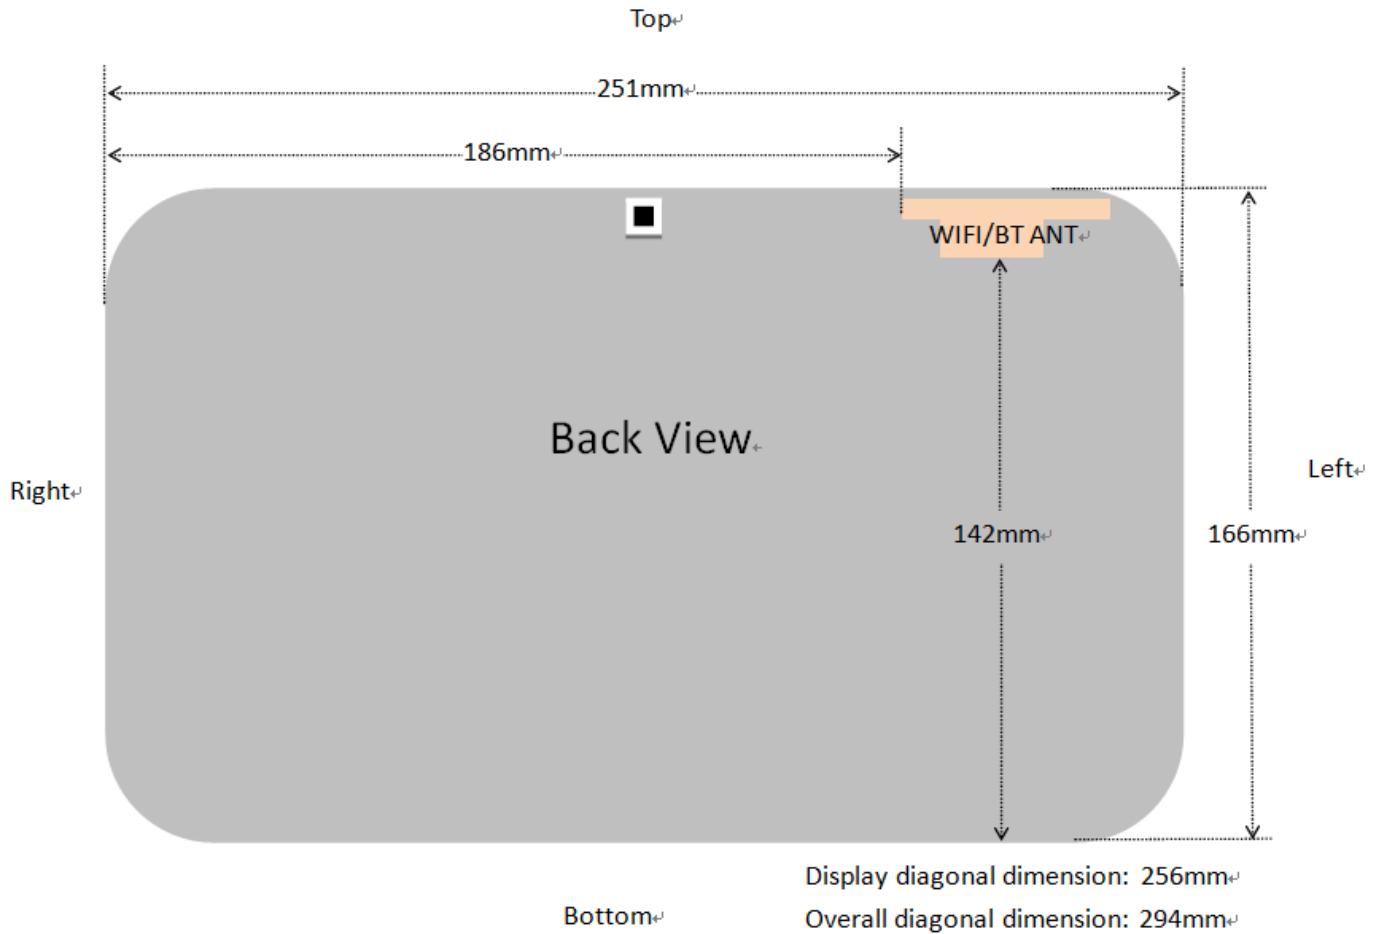 Top
251mm
186mm
WIFI/BT ANT
Back View
Left
Right
142mm
166mm
Display diagonal dimension: 256mm
Bottom
Overall diagonal dimension: 294mm